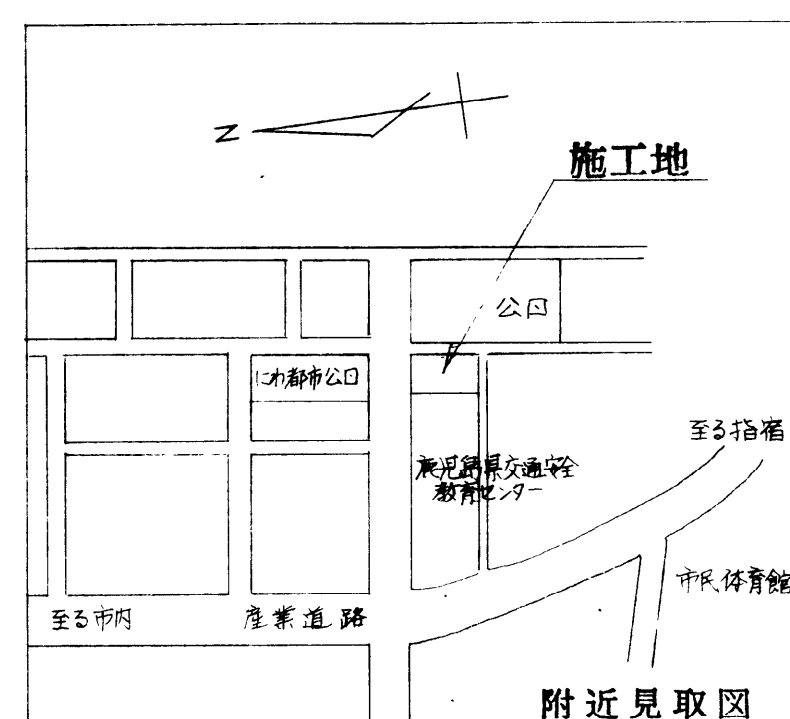 N
施工地
公园
にわ都市公园
至る指宿
鹿児島県交通安全
教育センター
市民体育館
至る市内
産業道路
附近見取図